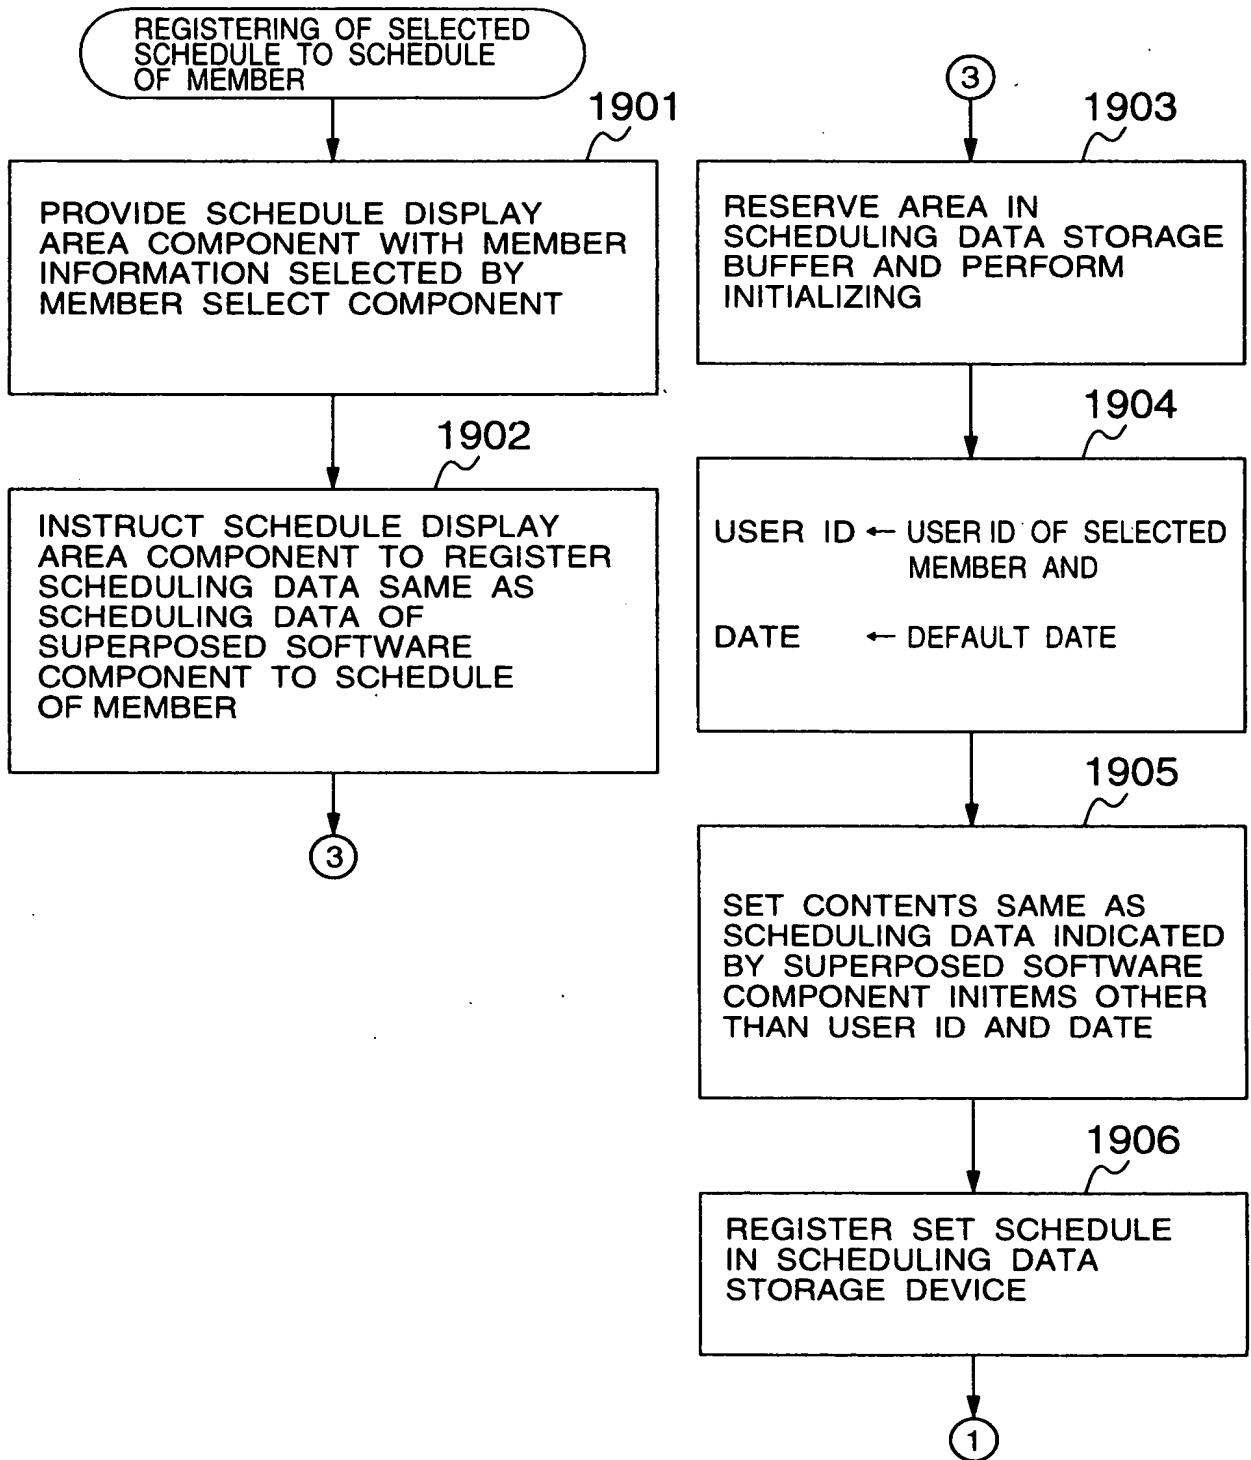 REGISTERING OF SELECTED
SCHEDULE TO SCHEDULE
OF MEMBER
1901
PROVIDE SCHEDULE DISPLAY
AREA COMPONENT WITH MEMBER
INFORMATION SELECTED BY
MEMBER SELECT COMPONENT
1902
INSTRUCT SCHEDULE DISPLAY
AREA COMPONENT TO REGISTER
SCHEDULING DATA SAME AS
SCHEDULING DATA OF
SUPERPOSED SOFTWARE
COMPONENT TO SCHEDULE
OF MEMBER
3
3
1903
RESERVE AREA IN
SCHEDULING DATA STORAGE
BUFFER AND PERFORM
INITIALIZING
1904
USER ID ← USER ID OF SELECTED
MEMBER AND
DATE ← DEFAULT DATE
1905
SET CONTENTS SAME AS
SCHEDULING DATA INDICATED
BY SUPERPOSED SOFTWARE
COMPONENT INITEMS OTHER
THAN USER ID AND DATE
1906
REGISTER SET SCHEDULE
IN SCHEDULING DATA
STORAGE DEVICE
1